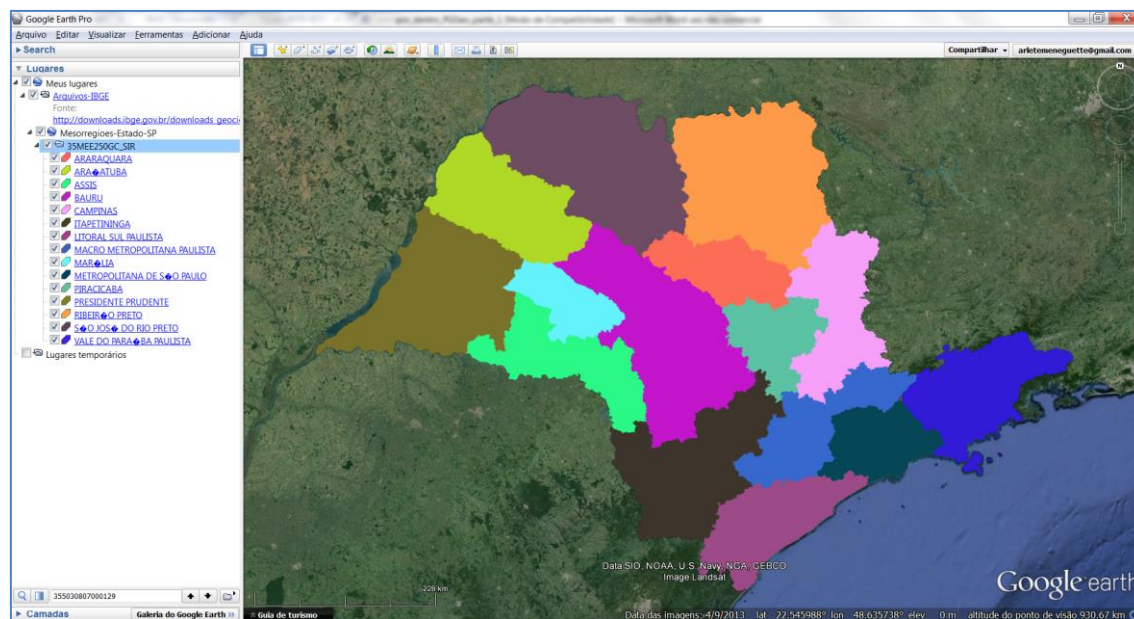 Google Earth Pro
Arquivo Editar Visualizar Ferramentas Adicionar Ajuda
Search
Compartilhar
arletemeneguette@gmail.com
Lugares
Meus lugares
Arquivos-IBGE
Fonte:
http://downloads.ibge.gov.br/downloads_geoci
Mesorregioes-Estado-SP
35MEE250GC_SIR
ARARAQUARA
ARA�ATUBA
ASSIS
BAURU
CAMPINAS
ITAPETININGA
LITORAL SUL PAULISTA
MACRO METROPOLITANA PAULISTA
MAR�LIA
METROPOLITANA DE S�O PAULO
PIRACICABA
PRESIDENTE PRUDENTE
RIBEIR�O PRETO
S�O JOS� DO RIO PRETO
VALE DO PARA�BA PAULISTA
Lugares temporários
N
Data SIO, NOAA, U.S. Navy, NGA, GEBCO
Image Landsat
228 km
Google earth
355030807000129
Camadas
Galeria do Google Earth »
Guia de turismo
Data das imagens: 4/9/2013 lat -22.545988° lon -48.635738° elev 0 m altitude do ponto de visão 930.67 km